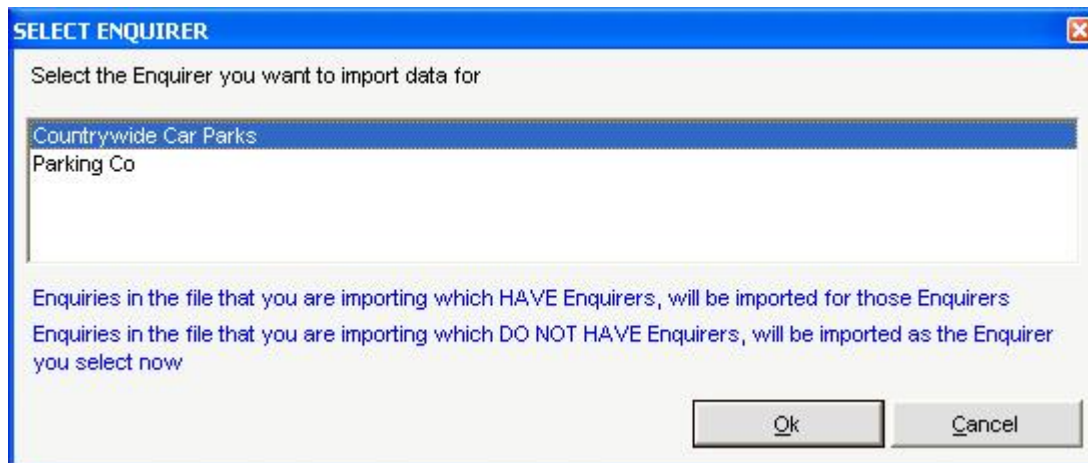 SELECT ENQUIRER
Select the Enquirer you want to import data for
Countrywide Car Parks
Parking Co
Enquiries in the file that you are importing which HAVE Enquirers, will be imported for those Enquirers
Enquiries in the file that you are importing which DO NOT HAVE Enquirers, will be imported as the Enquirer
you select now
Ok
Cancel